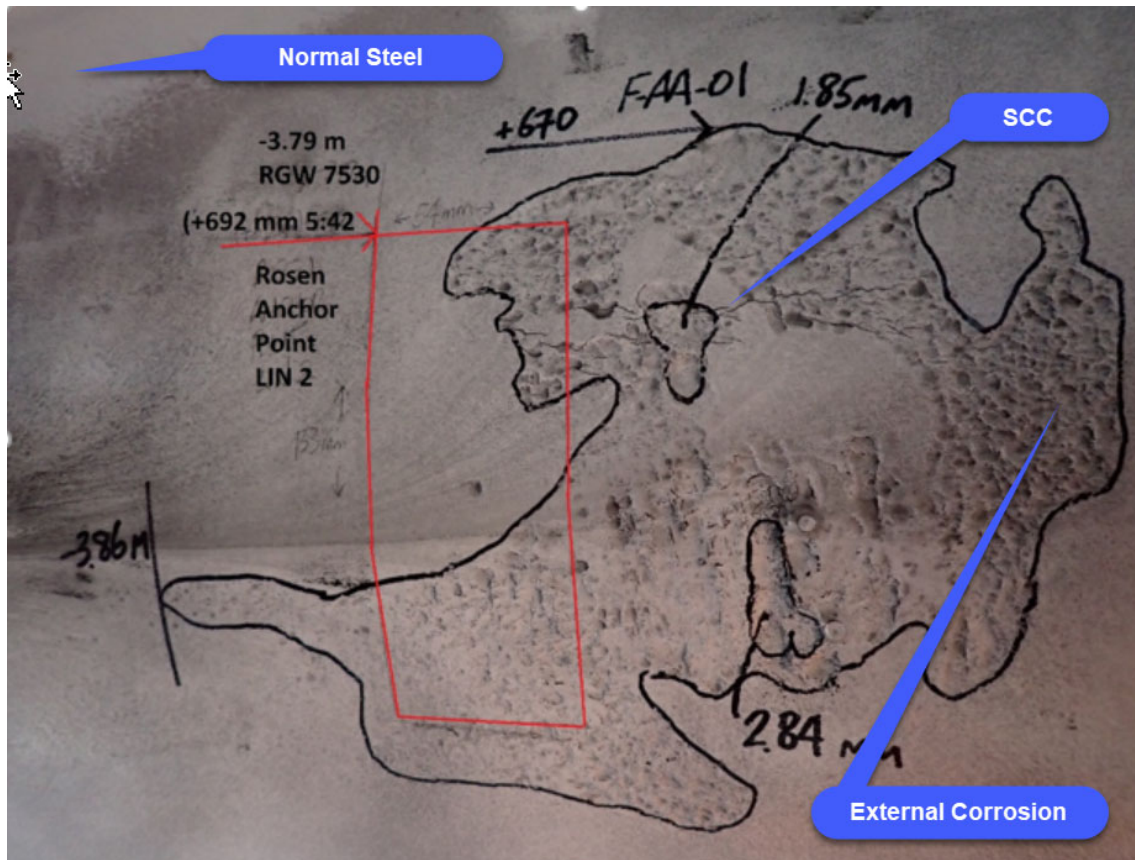 Normal Steel
F-AA-01
1.85mm
+670
SCC
-3.79 m
RGW 7530
(+692 mm 5:42
Rosen
Anchor
Point
LIN 2
-3.86M
2.84 mm
External Corrosion